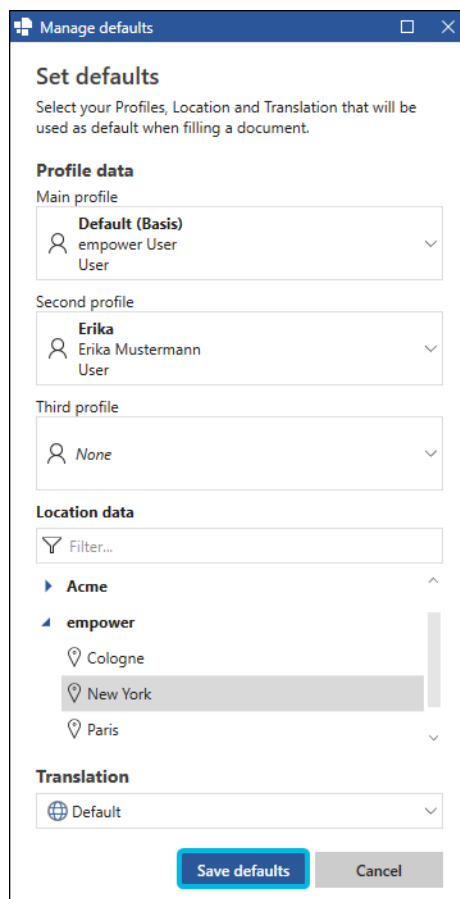 Manage defaults
Set defaults
Select your Profiles, Location and Translation that will be
used as default when filling a document.
Profile data
Main profile
Default (Basis)
empower User
User
Second profile
Erika
Erika Mustermann
User
Third profile
None
Location data
Filter...
Acme
empower
Cologne
New York
Paris
Translation
Default
Save defaults
Cancel